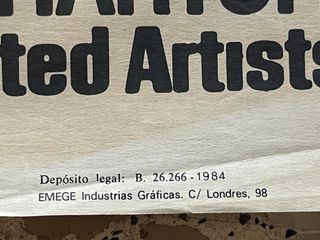 ted Artists
Depósito legal: B. 26.266 - 1984
EMEGE Industrias Gráficas. C/ Londres, 98